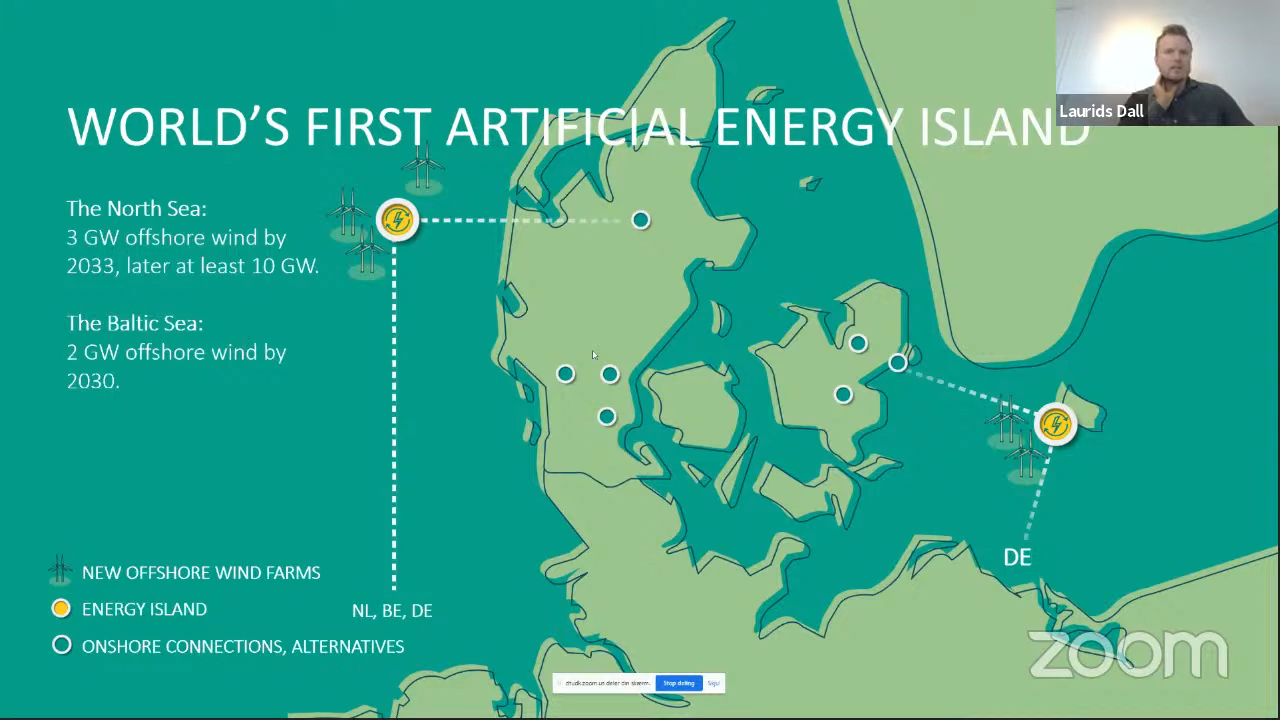 Laurids Dall
WORLD'S FIRST ARTIFICIAL ENERGY ISLAND
The North Sea:
3 GW offshore wind by
2033, later at least 10 GW.
The Baltic Sea:
2 GW offshore wind by
2030.
DE
NEW OFFSHORE WIND FARMS
ENERGY ISLAND
NL, BE, DE
ONSHORE CONNECTIONS, ALTERNATIVES
zoom
Stop deling
Skjul